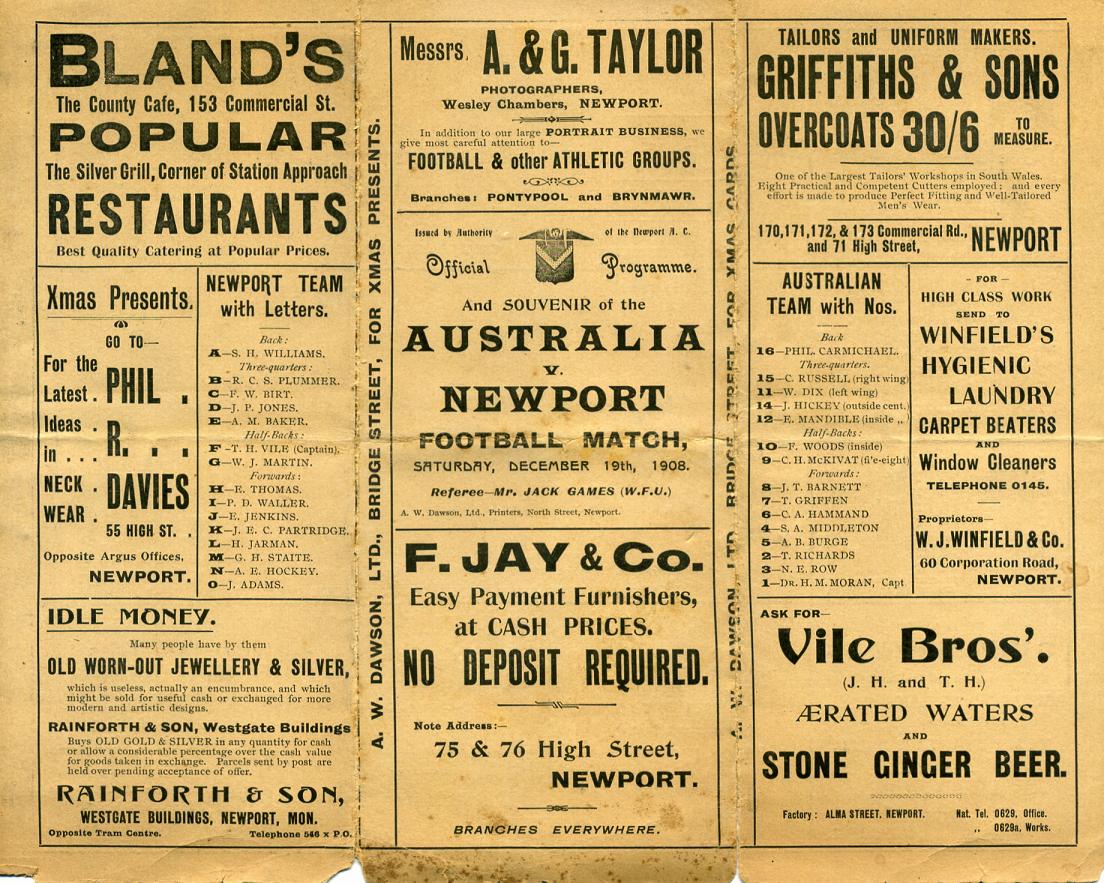 BLAND'S
The County Cafe, 153 Commercial St.
POPULAR
The Silver Grill, Corner of Station Approach
RESTAURANTS
Best Quality Catering at Popular Prices.
Xmas Presents.
GO TO—
For the
Latest .
Ideas .
in . . .
NECK .
WEAR .
PHIL .
R. . .
DAVIES
55 HIGH ST. .
Opposite Argus Offices,
NEWPORT.
NEWPORT TEAM
with Letters.
Back:
A—S. H. WILLIAMS.
Three-quarters:
B—R. C. S. PLUMMER.
C—F. W. BIRT.
D—J. P. JONES.
E—A. M. BAKER.
Half-Backs:
F—T. H. VILE (Captain).
G—W. J. MARTIN.
Forwards:
H—E. THOMAS.
I—P. D. WALLER.
J—E. JENKINS.
K—J. E. C. PARTRIDGE.
L—H. JARMAN.
M—G. H. STAITE.
N—A. E. HOCKEY.
O—J. ADAMS.
IDLE MONEY.
Many people have by them
OLD WORN-OUT JEWELLERY & SILVER,
which is useless, actually an encumbrance, and which
might be sold for useful cash or exchanged for more
modern and artistic designs.
RAINFORTH & SON, Westgate Buildings
Buys OLD GOLD & SILVER in any quantity for cash
or allow a considerable percentage over the cash value
for goods taken in exchange. Parcels sent by post are
held over pending acceptance of offer.
RAINFORTH & SON,
WESTGATE BUILDINGS, NEWPORT, MON.
Opposite Tram Centre. Telephone 546 x P.O.
A. W. DAWSON, LTD., BRIDGE STREET, FOR XMAS PRESENTS.
Messrs. A. & G. TAYLOR
PHOTOGRAPHERS,
Wesley Chambers, NEWPORT.
In addition to our large PORTRAIT BUSINESS, we
give most careful attention to—
FOOTBALL & other ATHLETIC GROUPS.
Branches: PONTYPOOL and BRYNMAWR.
Issued by Authority of the Newport A. C.
Official Programme.
And SOUVENIR of the
AUSTRALIA
V.
NEWPORT
FOOTBALL MATCH,
SATURDAY, DECEMBER 19th, 1908.
Referee—Mr. JACK GAMES (W.F.U.)
A. W. Dawson, Ltd., Printers, North Street, Newport.
F. JAY & Co.
Easy Payment Furnishers,
at CASH PRICES.
NO DEPOSIT REQUIRED.
Note Address:—
75 & 76 High Street,
NEWPORT.
BRANCHES EVERYWHERE.
A. W. DAWSON, LTD., BRIDGE STREET, FOR XMAS CARDS.
TAILORS and UNIFORM MAKERS.
GRIFFITHS & SONS
OVERCOATS 30/6 TO MEASURE.
One of the Largest Tailors' Workshops in South Wales.
Eight Practical and Competent Cutters employed: and every
effort is made to produce Perfect Fitting and Well-Tailored
Men's Wear.
170, 171, 172, & 173 Commercial Rd.,
and 71 High Street, NEWPORT
AUSTRALIAN
TEAM with Nos.
Back
16—PHIL. CARMICHAEL.
Three-quarters.
15—C. RUSSELL (right wing)
11—W. DIX (left wing)
14—J. HICKEY (outside cent.)
12—E. MANDIBLE (inside ,, )
Half-Backs:
10—F. WOODS (inside)
9—C. H. McKIVAT (fi'e-eight)
Forwards:
8—J. T. BARNETT
7—T. GRIFFEN
6—C. A. HAMMAND
4—S. A. MIDDLETON
5—A. B. BURGE
2—T. RICHARDS
3—N. E. ROW
1—DR. H. M. MORAN, Capt
- FOR -
HIGH CLASS WORK
SEND TO
WINFIELD'S
HYGIENIC
LAUNDRY
CARPET BEATERS
AND
Window Cleaners
TELEPHONE 0145.
Proprietors—
W. J. WINFIELD & Co.
60 Corporation Road,
NEWPORT.
ASK FOR—
Vile Bros'.
(J. H. and T. H.)
ÆRATED WATERS
AND
STONE GINGER BEER.
Factory: ALMA STREET, NEWPORT. Nat. Tel. 0629, Office.
,, 0629a, Works.